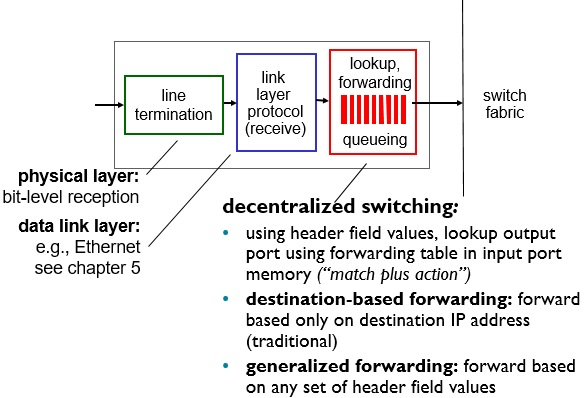 line
termination
link
layer
protocol
(receive)
lookup,
forwarding
queueing
switch
fabric
physical layer:
bit-level reception
data link layer:
e.g., Ethernet
see chapter 5
decentralized switching:
• using header field values, lookup output
port using forwarding table in input port
memory (“match plus action”)
• destination-based forwarding: forward
based only on destination IP address
(traditional)
• generalized forwarding: forward based
on any set of header field values